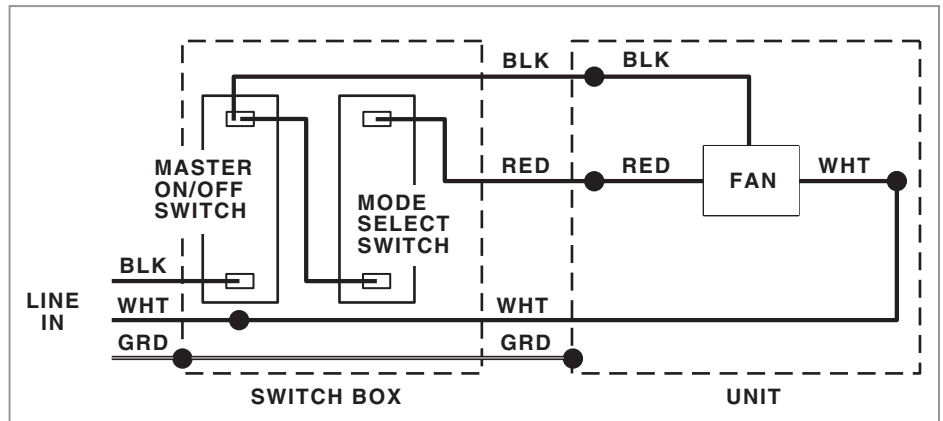 BLK
BLK
MASTER
ON/OFF
SWITCH
RED
RED
FAN
WHT
MODE
SELECT
SWITCH
BLK
LINE
IN
WHT
WHT
GRD
GRD
SWITCH BOX
UNIT